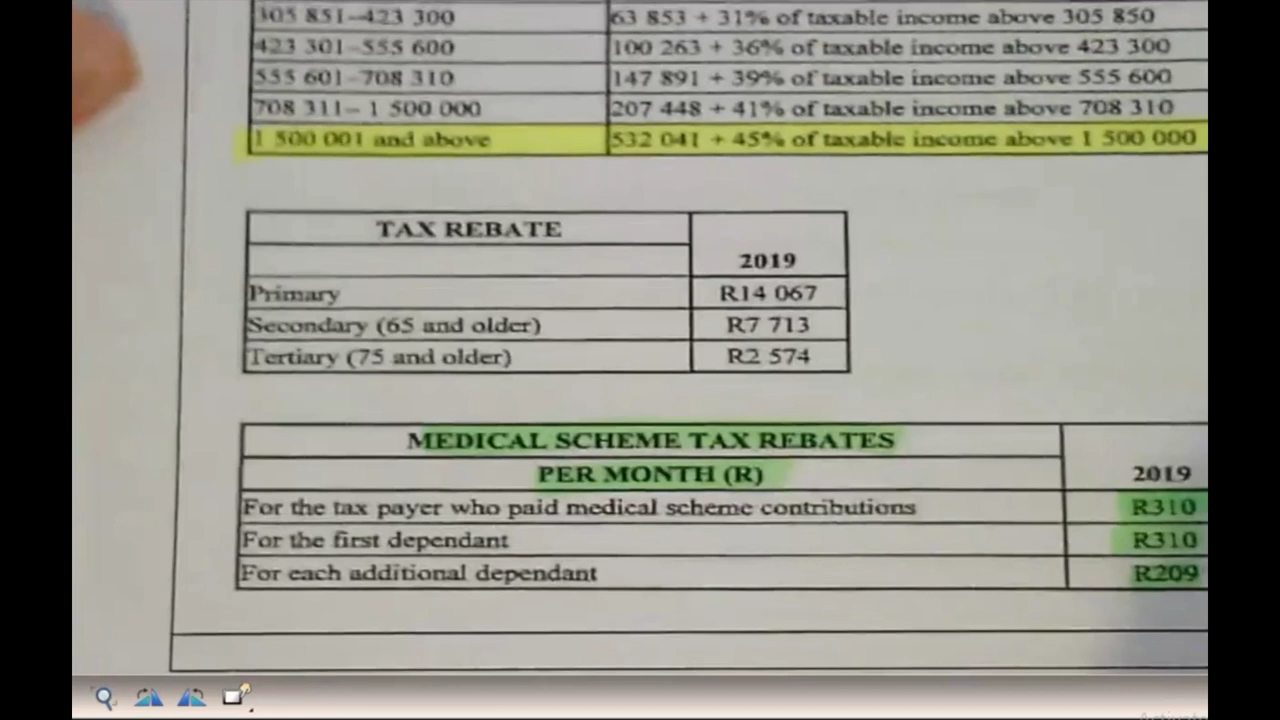 305 851–423 300 63 853 + 31% of taxable income above 305 850
423 301–555 600 100 263 + 36% of taxable income above 423 300
555 601–708 310 147 891 + 39% of taxable income above 555 600
708 311– 1 500 000 207 448 + 41% of taxable income above 708 310
1 500 001 and above 532 041 + 45% of taxable income above 1 500 000
TAX REBATE
2019
Primary R14 067
Secondary (65 and older) R7 713
Tertiary (75 and older) R2 574
MEDICAL SCHEME TAX REBATES
PER MONTH (R) 2019
For the tax payer who paid medical scheme contributions R310
For the first dependant R310
For each additional dependant R209